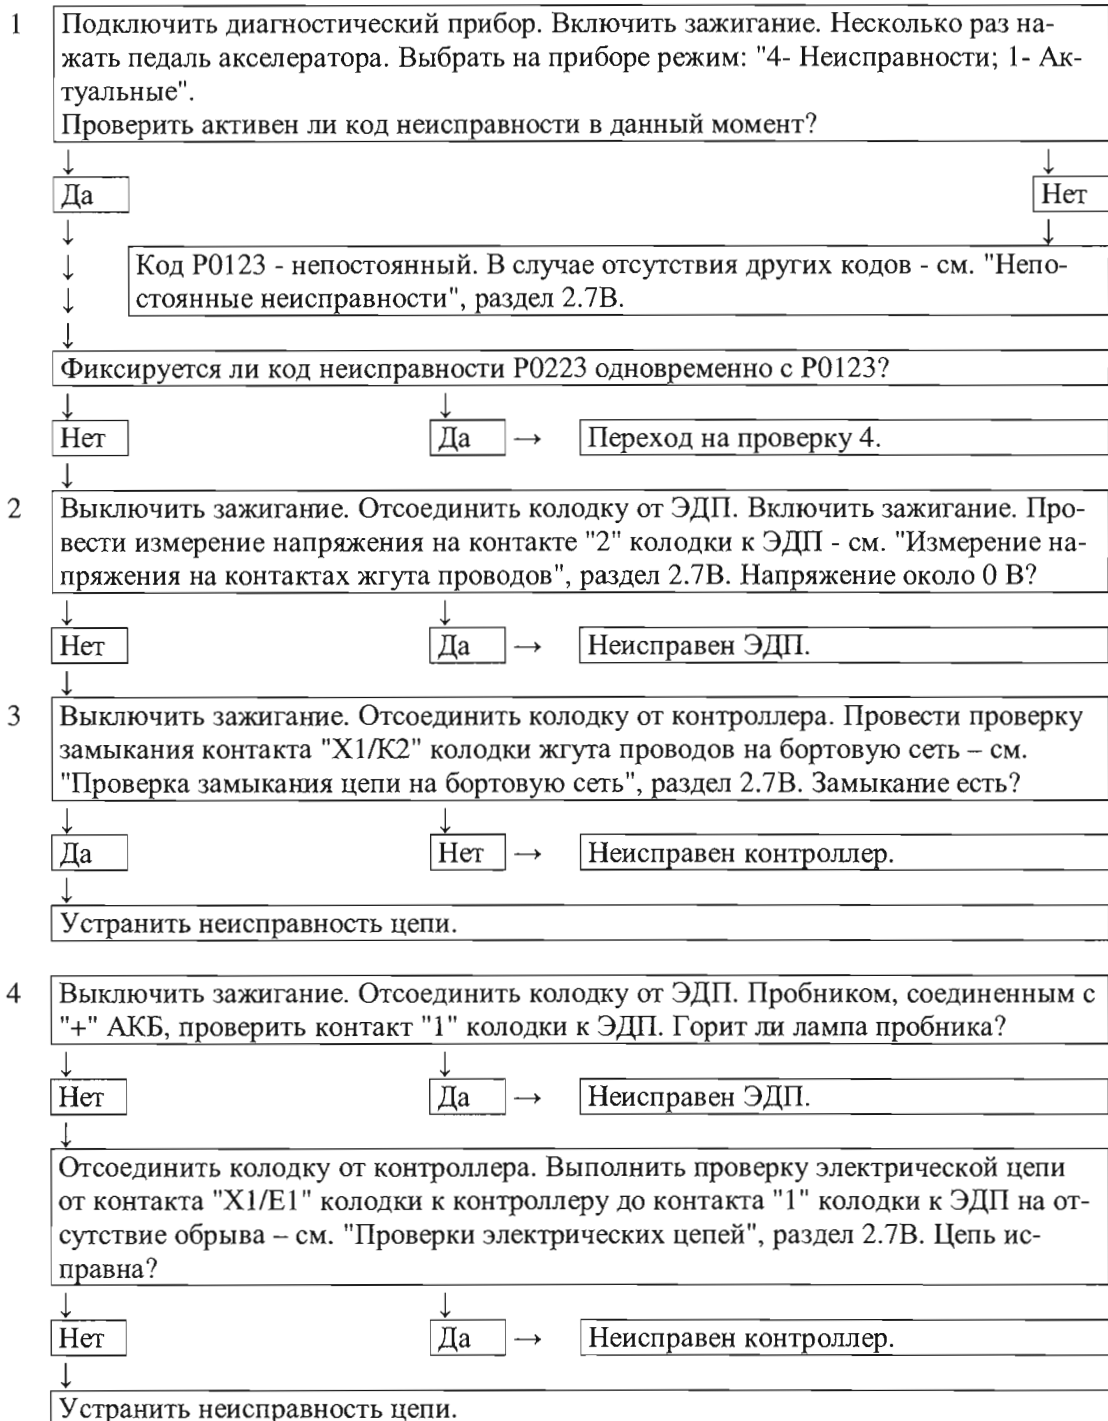 1 Подключить диагностический прибор. Включить зажигание. Несколько раз на-
жать педаль акселератора. Выбрать на приборе режим: "4- Неисправности; 1- Ак-
туальные".
Проверить активен ли код неисправности в данный момент?
↓ ↓
Да Нет
↓ ↓
↓ Код P0123 - непостоянный. В случае отсутствия других кодов - см. "Непо-
↓ стоянные неисправности", раздел 2.7В.
↓
Фиксируется ли код неисправности P0223 одновременно с P0123?
↓ ↓
Нет Да → Переход на проверку 4.
↓
2 Выключить зажигание. Отсоединить колодку от ЭДП. Включить зажигание. Про-
вести измерение напряжения на контакте "2" колодки к ЭДП - см. "Измерение на-
пряжения на контактах жгута проводов", раздел 2.7В. Напряжение около 0 В?
↓ ↓
Нет Да → Неисправен ЭДП.
↓
3 Выключить зажигание. Отсоединить колодку от контроллера. Провести проверку
замыкания контакта "X1/К2" колодки жгута проводов на бортовую сеть – см.
"Проверка замыкания цепи на бортовую сеть", раздел 2.7В. Замыкание есть?
↓ ↓
Да Нет → Неисправен контроллер.
↓
Устранить неисправность цепи.
4 Выключить зажигание. Отсоединить колодку от ЭДП. Пробником, соединенным с
"+" АКБ, проверить контакт "1" колодки к ЭДП. Горит ли лампа пробника?
↓ ↓
Нет Да → Неисправен ЭДП.
↓
Отсоединить колодку от контроллера. Выполнить проверку электрической цепи
от контакта "X1/E1" колодки к контроллеру до контакта "1" колодки к ЭДП на от-
сутствие обрыва – см. "Проверки электрических цепей", раздел 2.7В. Цепь ис-
правна?
↓ ↓
Нет Да → Неисправен контроллер.
↓
Устранить неисправность цепи.